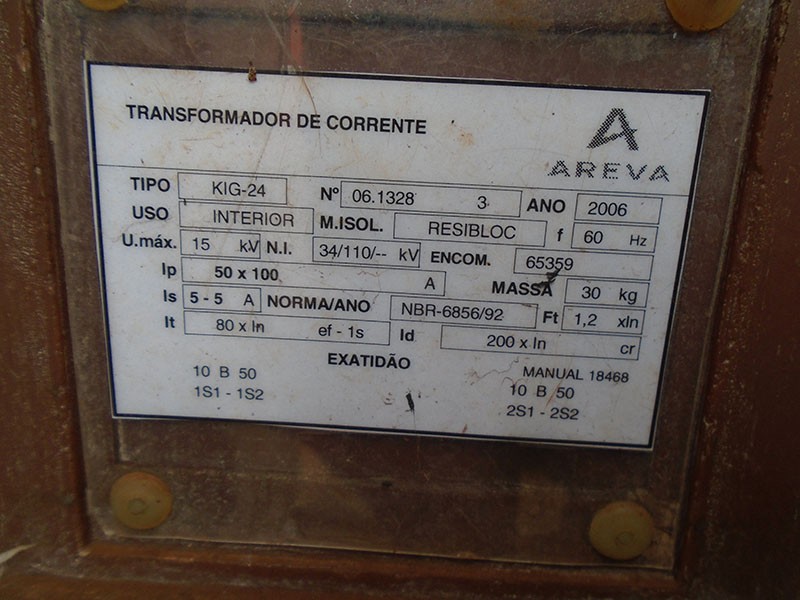 TRANSFORMADOR DE CORRENTE
AREVA
TIPO KIG-24 Nº 06.1328 3 ANO 2006
USO INTERIOR M.ISOL. RESIBLOC f 60 Hz
U.máx. 15 kV N.I. 34/110/-- kV ENCOM. 65359
Ip 50 x 100 A MASSA 30 kg
Is 5 - 5 A NORMA/ANO NBR-6856/92 Ft 1,2 xIn
It 80 x In ef - 1s Id 200 x In cr
EXATIDÃO
MANUAL 18468
10 B 50 10 B 50
1S1 - 1S2 2S1 - 2S2